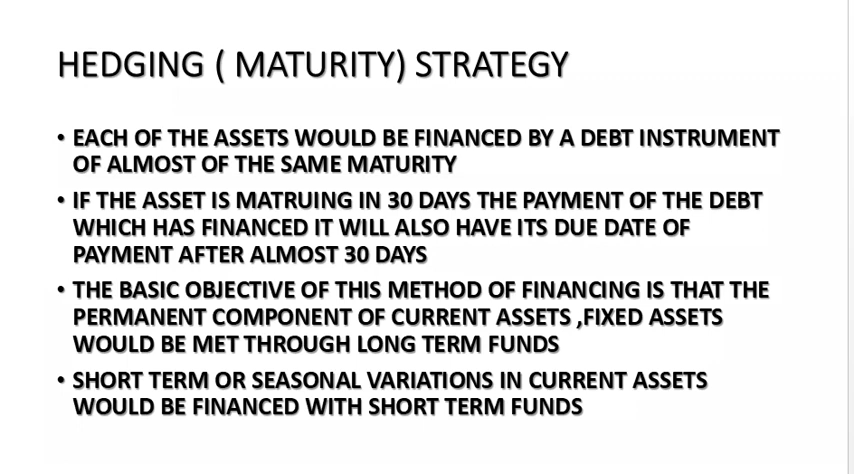 HEDGING ( MATURITY) STRATEGY
• EACH OF THE ASSETS WOULD BE FINANCED BY A DEBT INSTRUMENT
OF ALMOST OF THE SAME MATURITY
• IF THE ASSET IS MATRUING IN 30 DAYS THE PAYMENT OF THE DEBT
WHICH HAS FINANCED IT WILL ALSO HAVE ITS DUE DATE OF
PAYMENT AFTER ALMOST 30 DAYS
• THE BASIC OBJECTIVE OF THIS METHOD OF FINANCING IS THAT THE
PERMANENT COMPONENT OF CURRENT ASSETS ,FIXED ASSETS
WOULD BE MET THROUGH LONG TERM FUNDS
• SHORT TERM OR SEASONAL VARIATIONS IN CURRENT ASSETS
WOULD BE FINANCED WITH SHORT TERM FUNDS